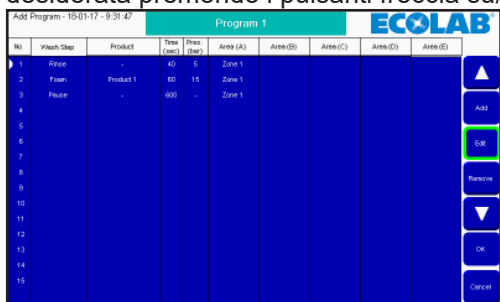 desiderata premendo i pulsanti freccia su/
Add Program - 18-01-17 - 9:31:47 Program 1 ECOLAB®
No Wash Step Product Time (sec) Pres. (bar) Area (A) Area (B) Area (C) Area (D) Area (E)
1 Rinse - 40 5 Zone 1
2 Foam Product 1 60 15 Zone 1
3 Pause - 600 - Zone 1
4
5
6
7
8
9
10
11
12
13
14
15
Add
Edit
Remove
OK
Cancel